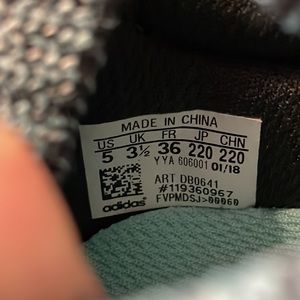 MADE IN CHINA
US UK FR JP CHN
5 3½ 36 220 220
YYA 606001 01/18
ART DB0641
#119360967
adidas FVPMDSJ>00060